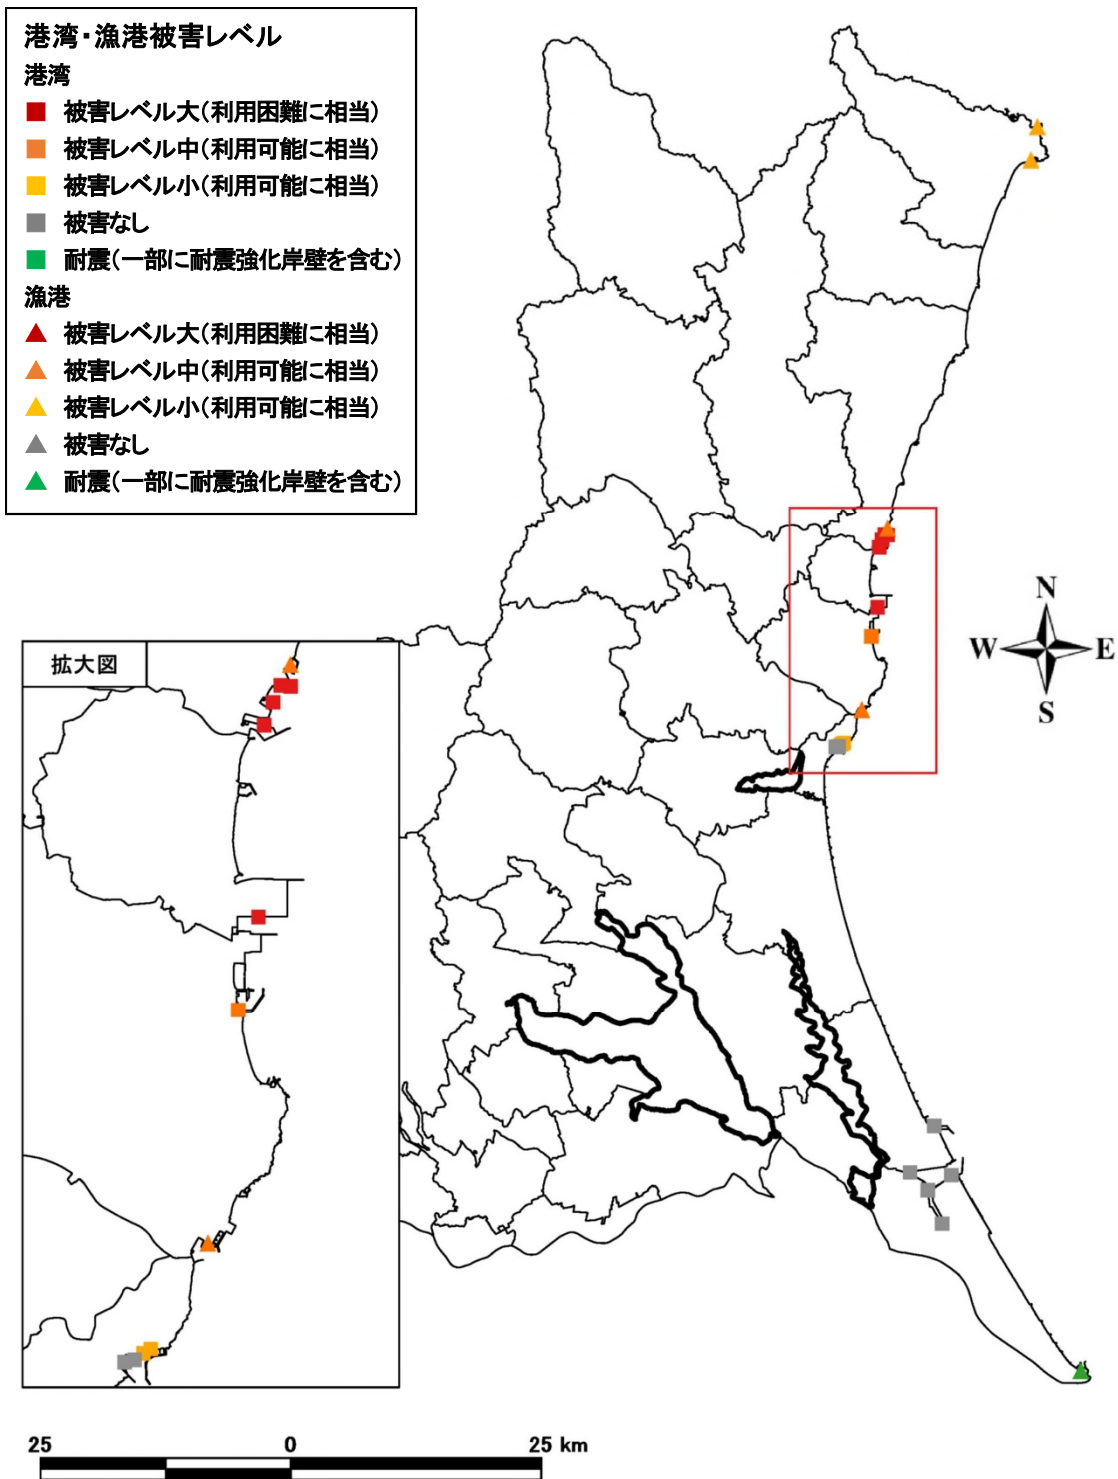 港湾・漁港被害レベル
港湾
被害レベル大(利用困難に相当)
被害レベル中(利用可能に相当)
被害レベル小(利用可能に相当)
被害なし
耐震(一部に耐震強化岸壁を含む)
漁港
被害レベル大(利用困難に相当)
被害レベル中(利用可能に相当)
被害レベル小(利用可能に相当)
被害なし
耐震(一部に耐震強化岸壁を含む)
N
W E
S
拡大図
25 0 25 km